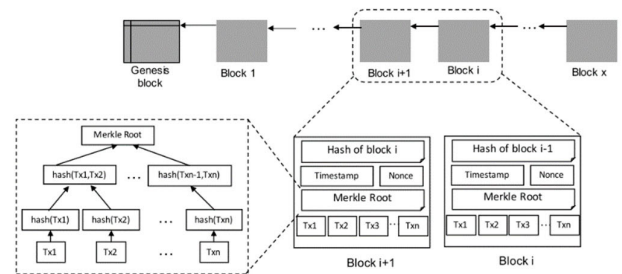 ... ...
Genesis block
Block 1
Block i+1
Block i
Block x
Merkle Root
hash(Tx1,Tx2) ... hash(Txn-1,Txn)
hash(Tx1) hash(Tx2) ... hash(Txn)
Tx1 Tx2 ... Txn
Hash of block i
Timestamp Nonce
Merkle Root
Tx1 Tx2 Tx3 ... Txn
Block i+1
Hash of block i-1
Timestamp Nonce
Merkle Root
Tx1 Tx2 Tx3 ... Txn
Block i